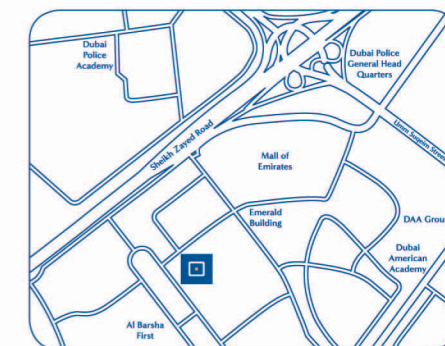 Dubai
Police
Academy
Dubai Police
General Head
Quarters
Umm Suqeim Street
Sheikh Zayed Road
Mall of
Emirates
Emerald
Building
DAA Grou
Dubai
American
Academy
Al Barsha
First